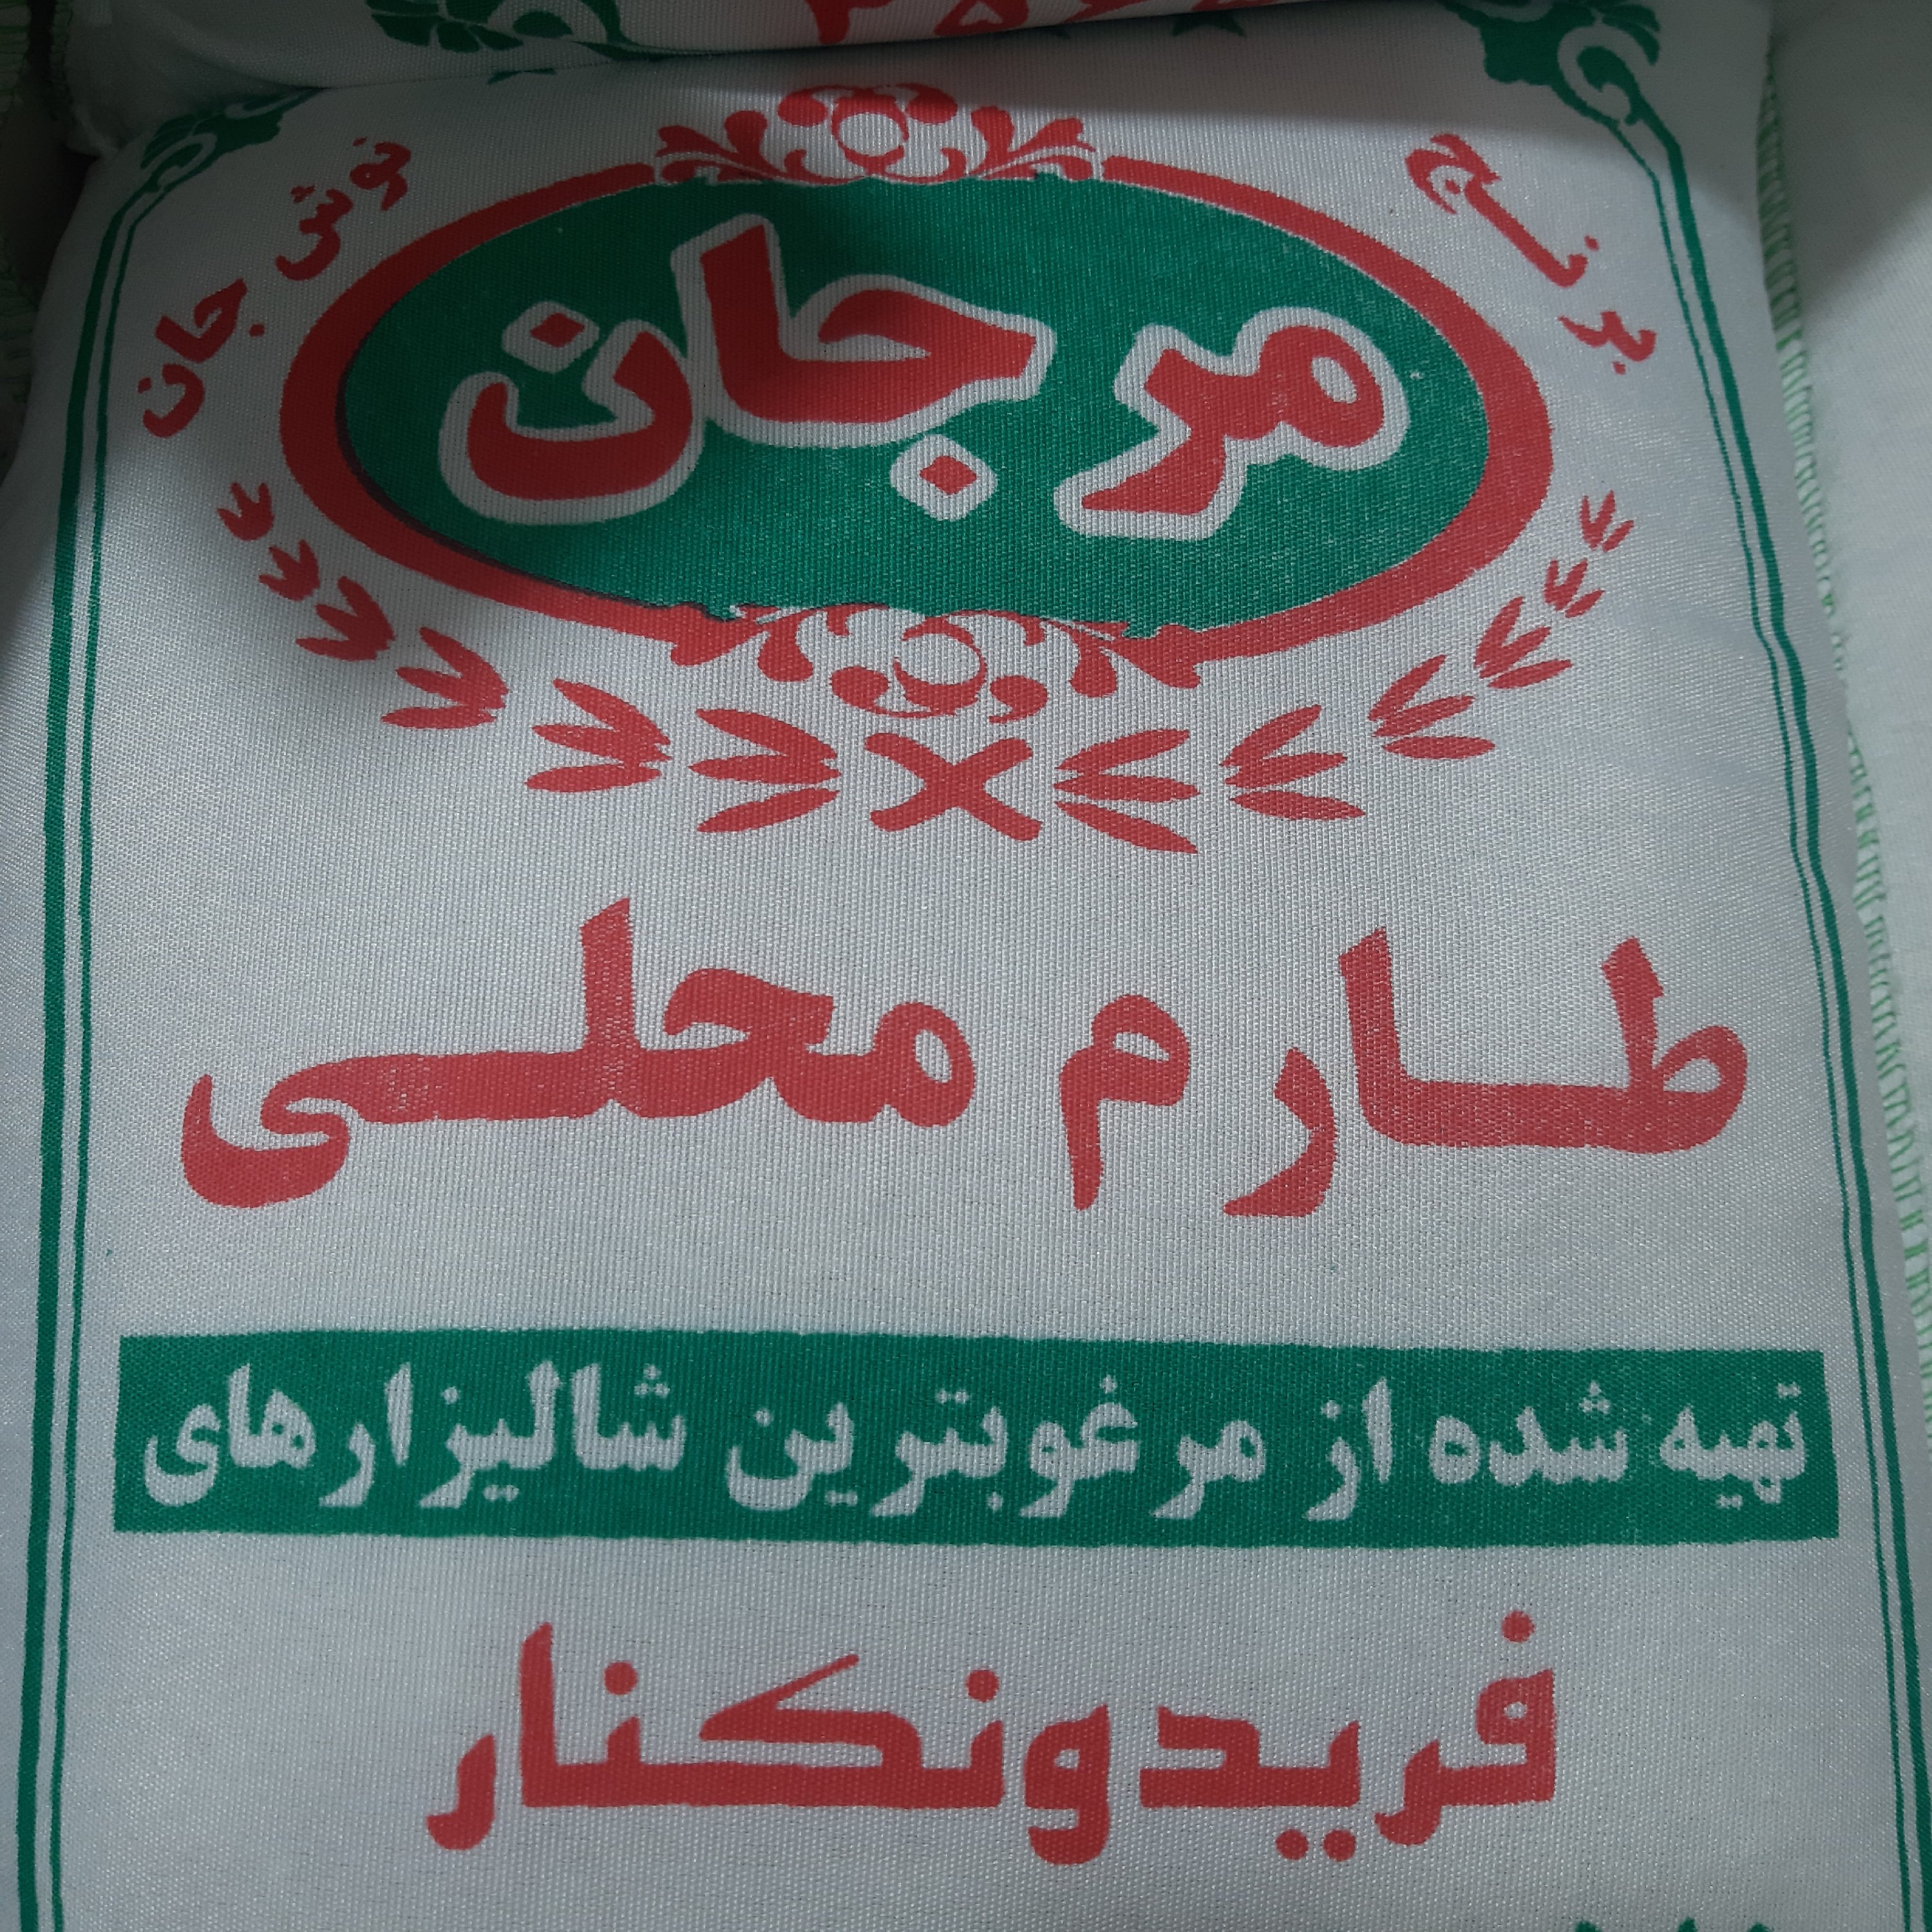 برنج
نوش جان
مرجان
طارم محلی
تهیه شده از مرغوبترین شالیزارهای
فریدونکنار